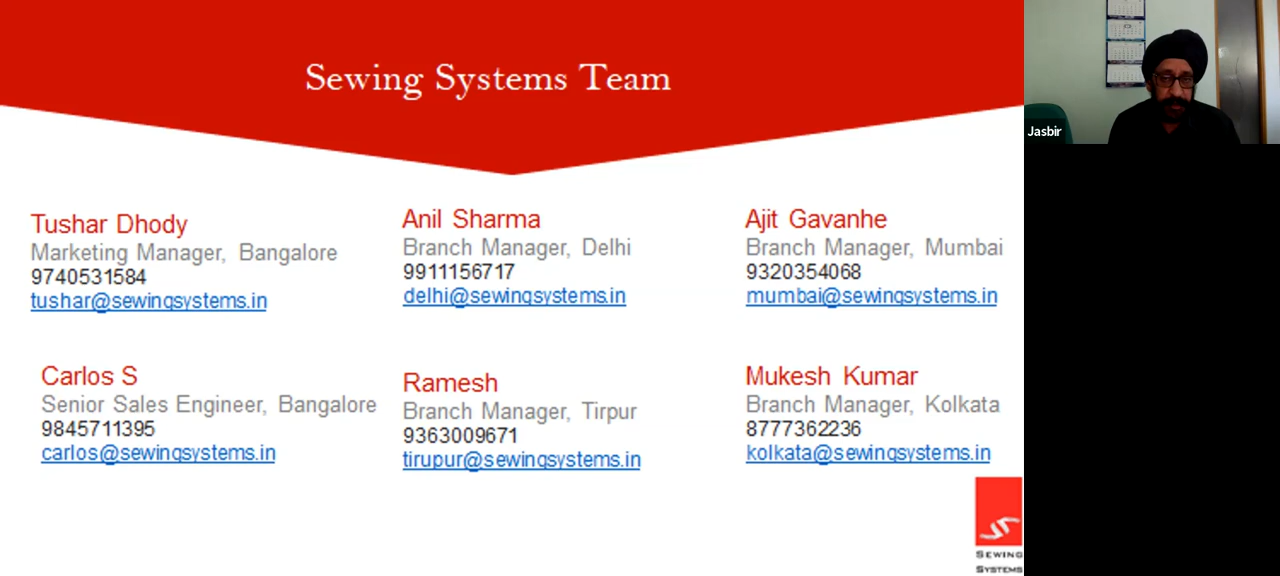 Sewing Systems Team
Jasbir
Tushar Dhody
Marketing Manager, Bangalore
9740531584
tushar@sewingsystems.in
Anil Sharma
Branch Manager, Delhi
9911156717
delhi@sewingsystems.in
Ajit Gavanhe
Branch Manager, Mumbai
9320354068
mumbai@sewingsystems.in
Carlos S
Senior Sales Engineer, Bangalore
9845711395
carlos@sewingsystems.in
Ramesh
Branch Manager, Tirpur
9363009671
tirupur@sewingsystems.in
Mukesh Kumar
Branch Manager, Kolkata
8777362236
kolkata@sewingsystems.in
SEWING
SYSTEMS